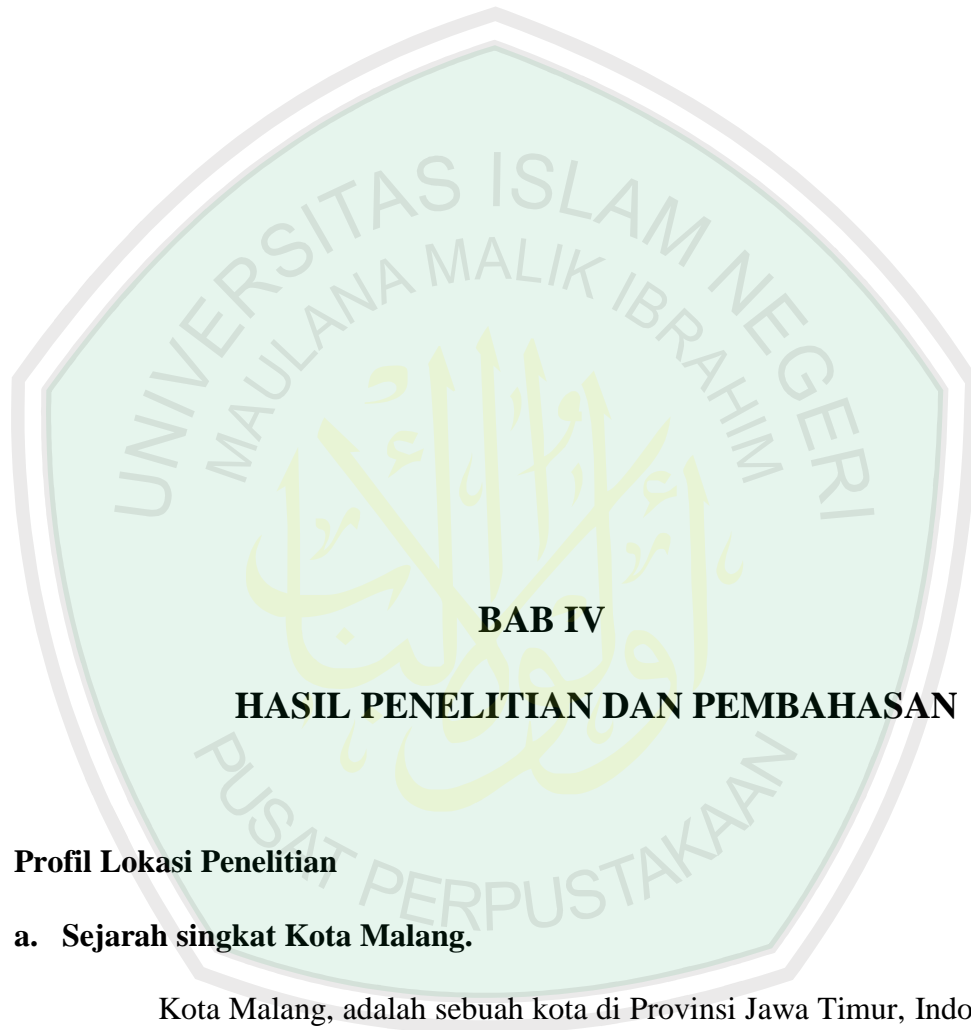 UNIVERSITAS ISLAM NEGERI
MAULANA MALIK IBRAHIM
BAB IV
HASIL PENELITIAN DAN PEMBAHASAN
PUSAT PERPUSTAKAAN
Profil Lokasi Penelitian
a. Sejarah singkat Kota Malang.
Kota Malang, adalah sebuah kota di Provinsi Jawa Timur, Indo